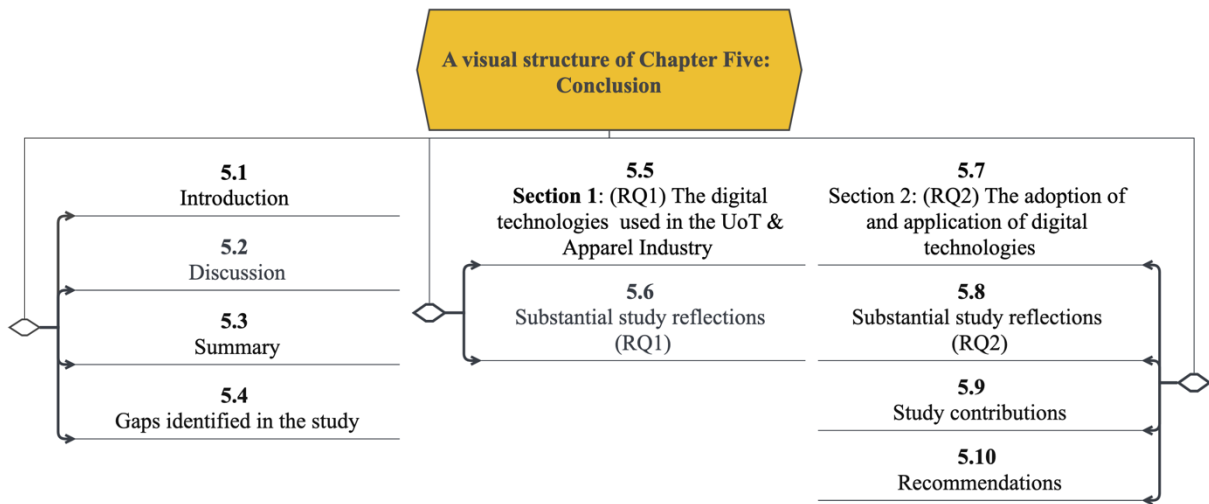 A visual structure of Chapter Five:
Conclusion
5.1
Introduction
5.2
Discussion
5.3
Summary
5.4
Gaps identified in the study
5.5
Section 1: (RQ1) The digital
technologies used in the UoT &
Apparel Industry
5.6
Substantial study reflections
(RQ1)
5.7
Section 2: (RQ2) The adoption of
and application of digital
technologies
5.8
Substantial study reflections
(RQ2)
5.9
Study contributions
5.10
Recommendations